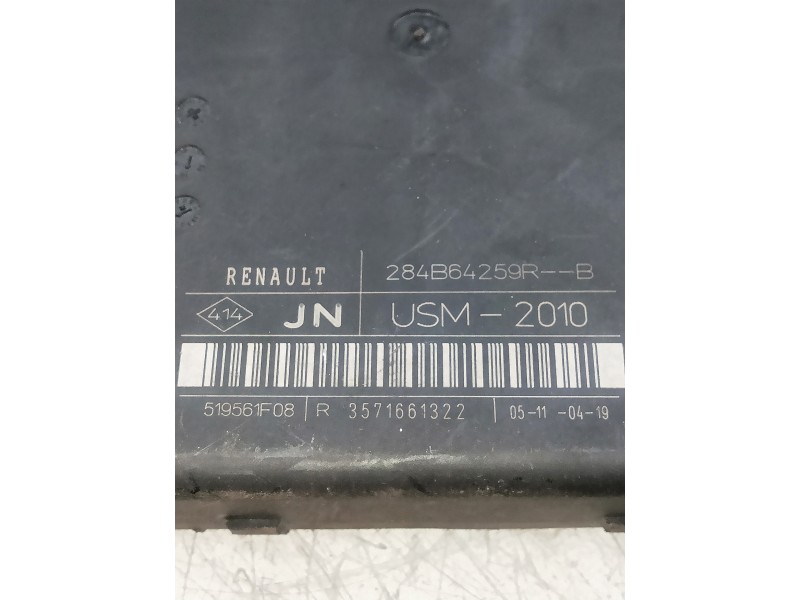 RENAULT 284B64259R--B
414 JN USM - 2010
519561F08 R 3571661322 05-11 -04-19